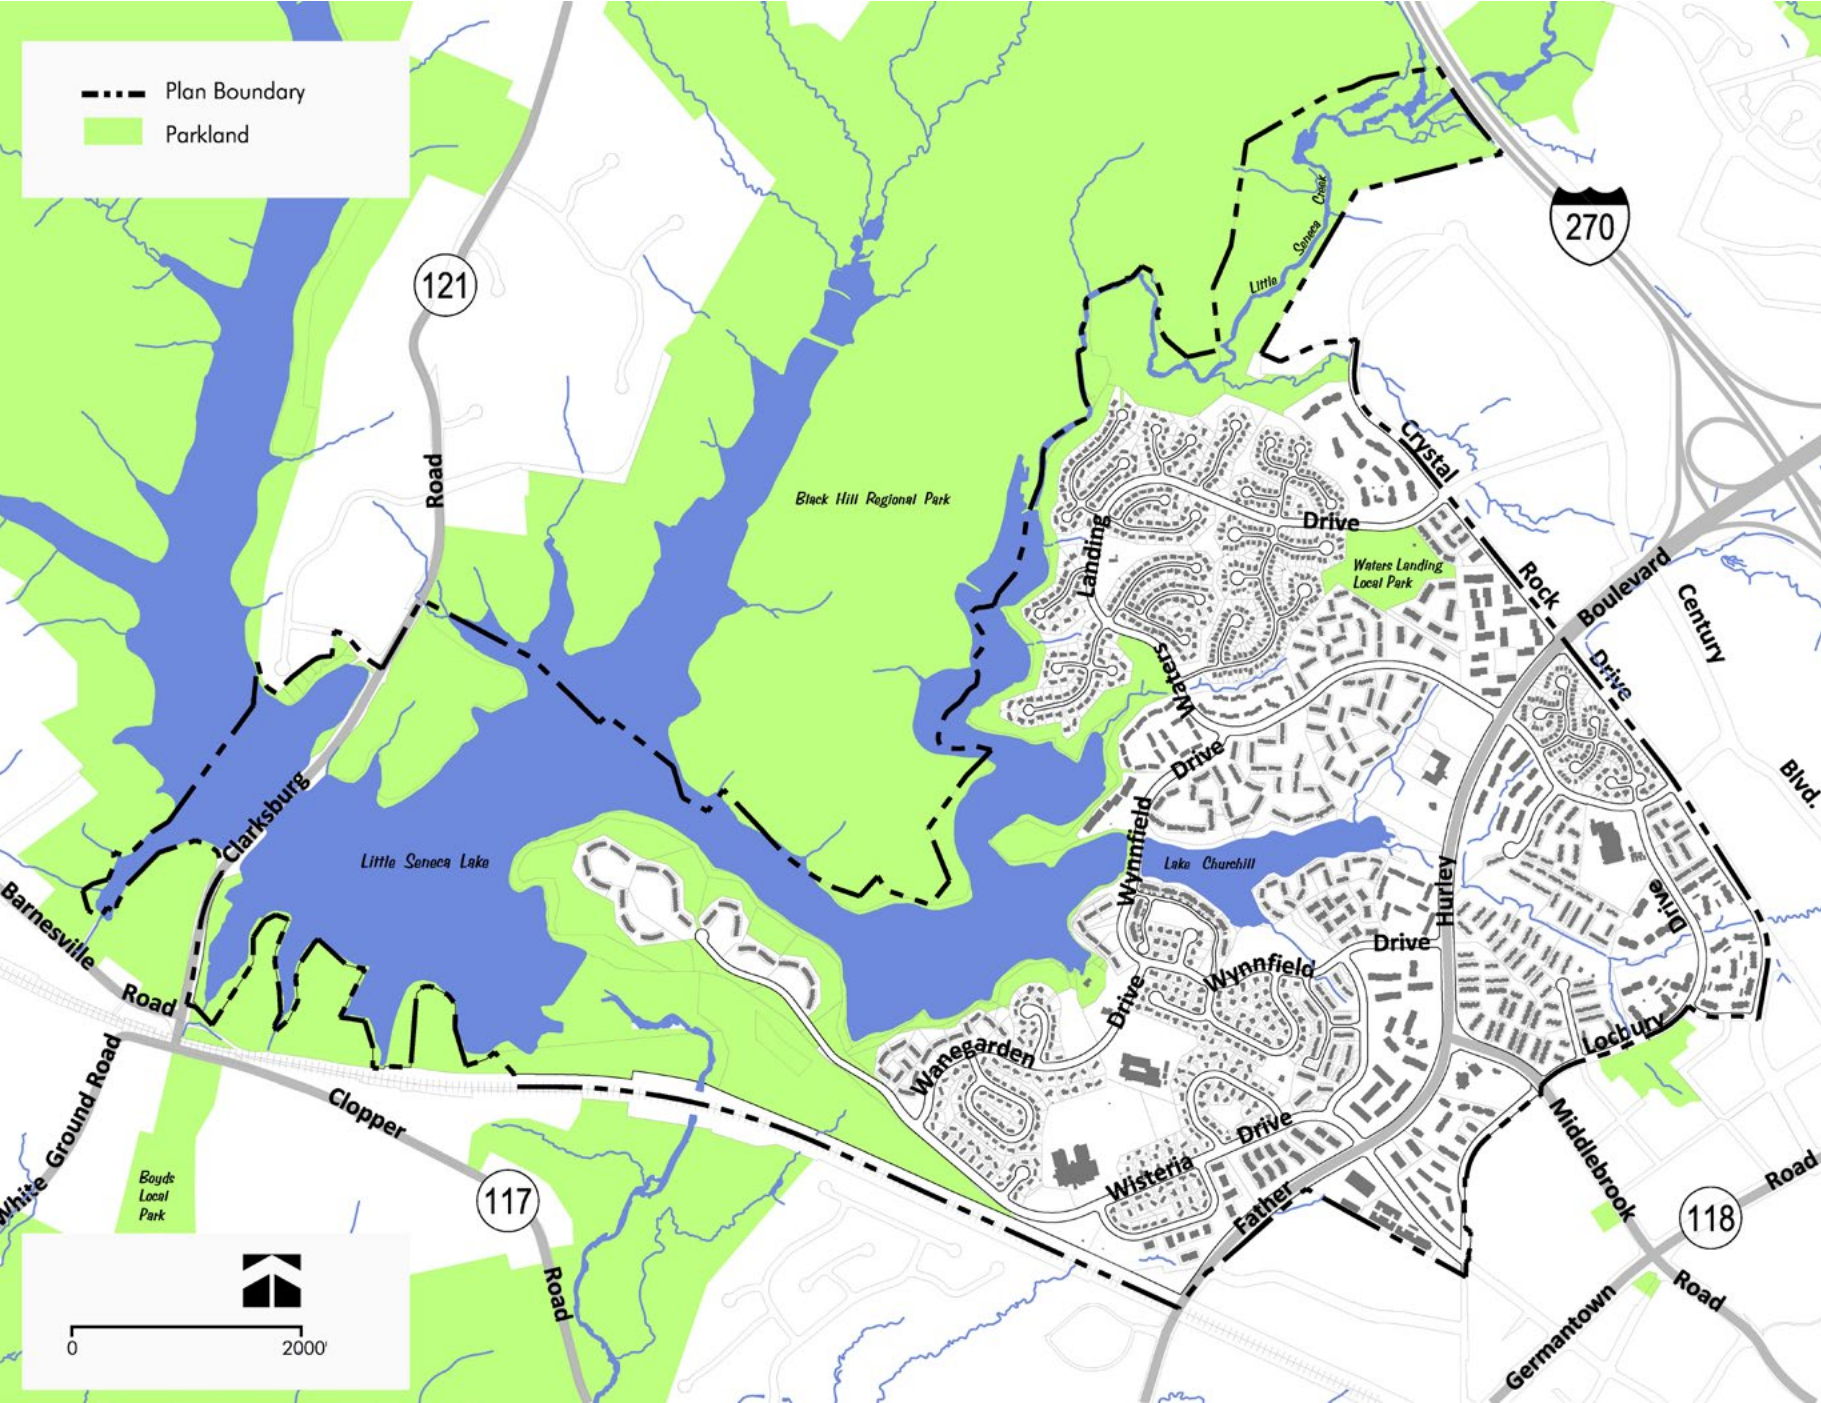 Plan Boundary
Parkland
Creek
Seneca
Little
270
121
Road
Crystal
Black Hill Regional Park
Drive
Landing
Waters Landing
Local Park
Rock
Boulevard
Century
Drive
Waters
Drive
Blvd.
Clarksburg
Wynnfield
Little Seneca Lake
Lake Churchill
Hurley
Drive
Barnesville
Road
Drive
Wynnfield
Drive
Locbury
Wanegarden
White Ground Road
Clopper
Drive
Middlebrook
Wisteria
Boyds
Local
Park
117
Father
118
Road
Road
Road
Germantown
0
2000'